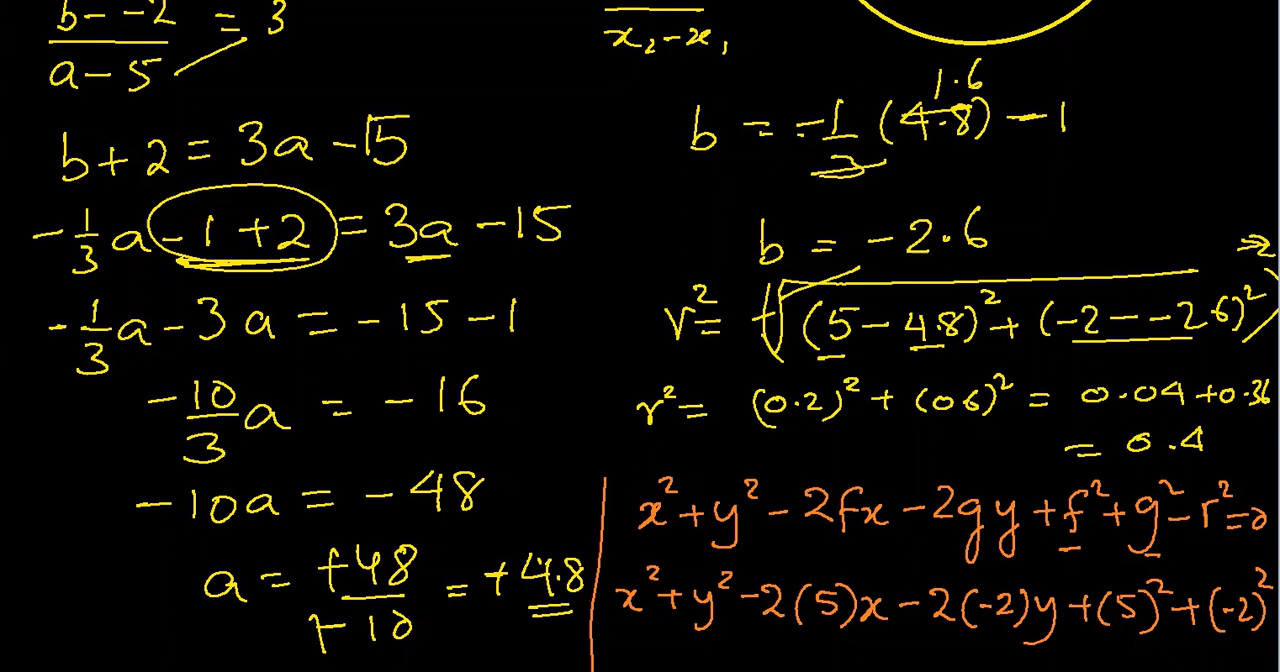 b - -2 / a - 5 = 3
b + 2 = 3a - 15
-1/3 a - 1 + 2 = 3a - 15
-1/3 a - 3a = -15 - 1
-10/3 a = -16
-10a = -48
a = +48 / +10 = +4.8
x₂ - x₁
1.6
b = -1/3 (4.8) - 1
b = -2.6
r² = √(5 - 4.8)² + (-2 - -2.6)²
r² = (0.2)² + (0.6)² = 0.04 + 0.36
= 0.4
x² + y² - 2fx - 2gy + f² + g² - r² = 0
x² + y² - 2(5)x - 2(-2)y + (5)² + (-2)²